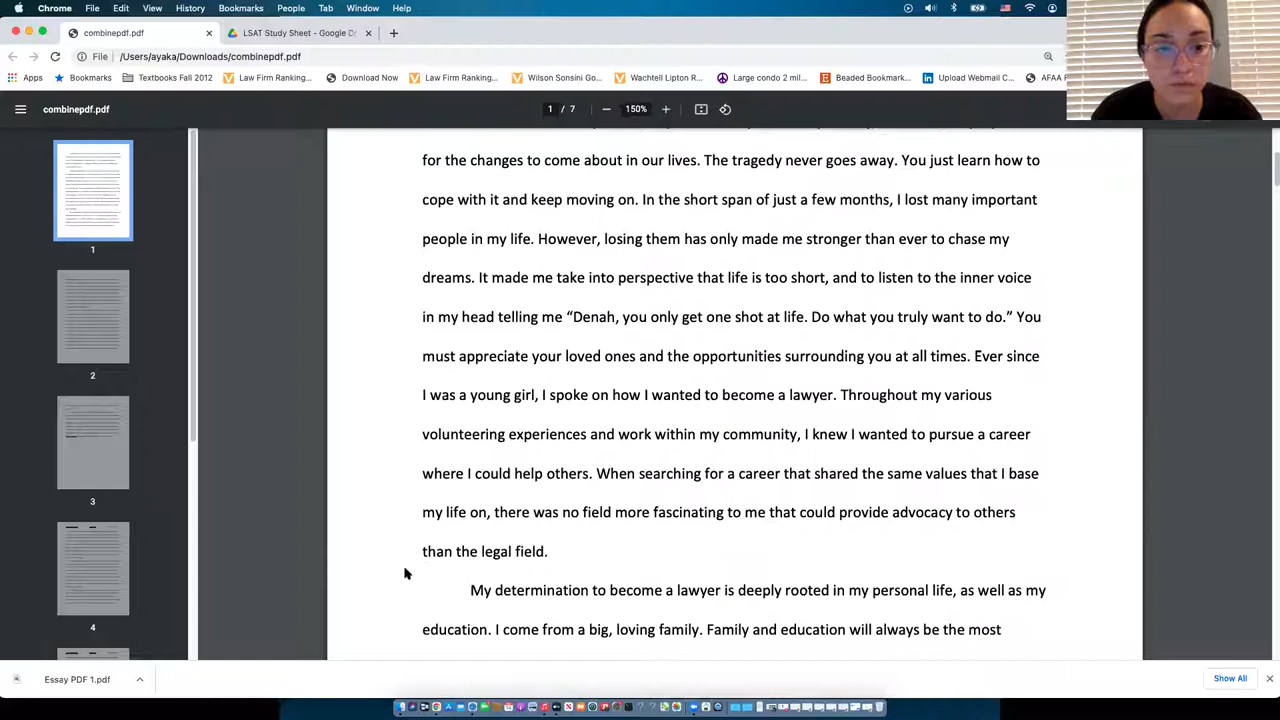 Chrome File Edit View History Bookmarks People Tab Window Help
combinepdf.pdf LSAT Study Sheet - Google Dr
File /Users/ayaka/Downloads/combinepdf.pdf
Apps Bookmarks Textbooks Fall 2012 Law Firm Ranking... Download Now Law Firm Ranking... Wilson Sonsini Go... Wachtell Lipton R... Large condo 2 mil... Beaded Bookmark... Upload Webmail C... AFAA
combinepdf.pdf 1 / 7 150%
for the changes to come about in our lives. The tragedy never goes away. You just learn how to
cope with it and keep moving on. In the short span of just a few months, I lost many important
people in my life. However, losing them has only made me stronger than ever to chase my
dreams. It made me take into perspective that life is too short, and to listen to the inner voice
in my head telling me “Denah, you only get one shot at life. Do what you truly want to do.” You
must appreciate your loved ones and the opportunities surrounding you at all times. Ever since
I was a young girl, I spoke on how I wanted to become a lawyer. Throughout my various
volunteering experiences and work within my community, I knew I wanted to pursue a career
where I could help others. When searching for a career that shared the same values that I base
my life on, there was no field more fascinating to me that could provide advocacy to others
than the legal field.
My determination to become a lawyer is deeply rooted in my personal life, as well as my
education. I come from a big, loving family. Family and education will always be the most
1
2
3
4
Essay PDF 1.pdf Show All